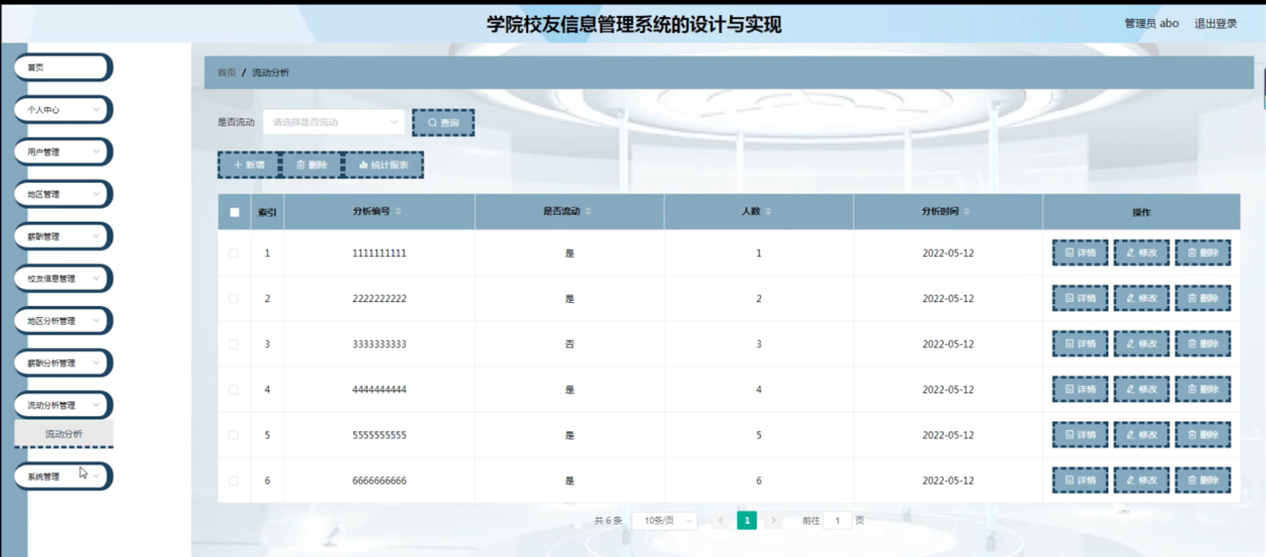 学院校友信息管理系统的设计与实现
管理员 abo 退出登录
首页
个人中心
用户管理
地区管理
薪酬管理
校友信息管理
地区分析管理
薪酬分析管理
流动分析管理
流动分析
系统管理
首页 / 流动分析
是否流动 请选择是否流动 查询
新增 删除 统计报表
索引 分析编号 是否流动 人数 分析时间 操作
1 1111111111 是 1 2022-05-12 详情 修改 删除
2 2222222222 是 2 2022-05-12 详情 修改 删除
3 3333333333 否 3 2022-05-12 详情 修改 删除
4 4444444444 是 4 2022-05-12 详情 修改 删除
5 5555555555 是 5 2022-05-12 详情 修改 删除
6 6666666666 是 6 2022-05-12 详情 修改 删除
共 6 条 10条/页 1 前往 1 页